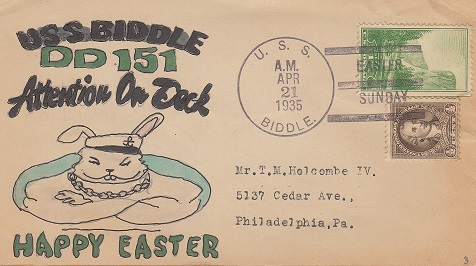 U.S.S. BIDDLE
DD 151
Attention On Deck
HAPPY EASTER
U. S. S.
A.M.
APR
21
1935
BIDDLE.
EASTER
SUNDAY
Mr.T.M.Holcombe IV.
5137 Cedar Ave.,
Philadelphia,Pa.
3